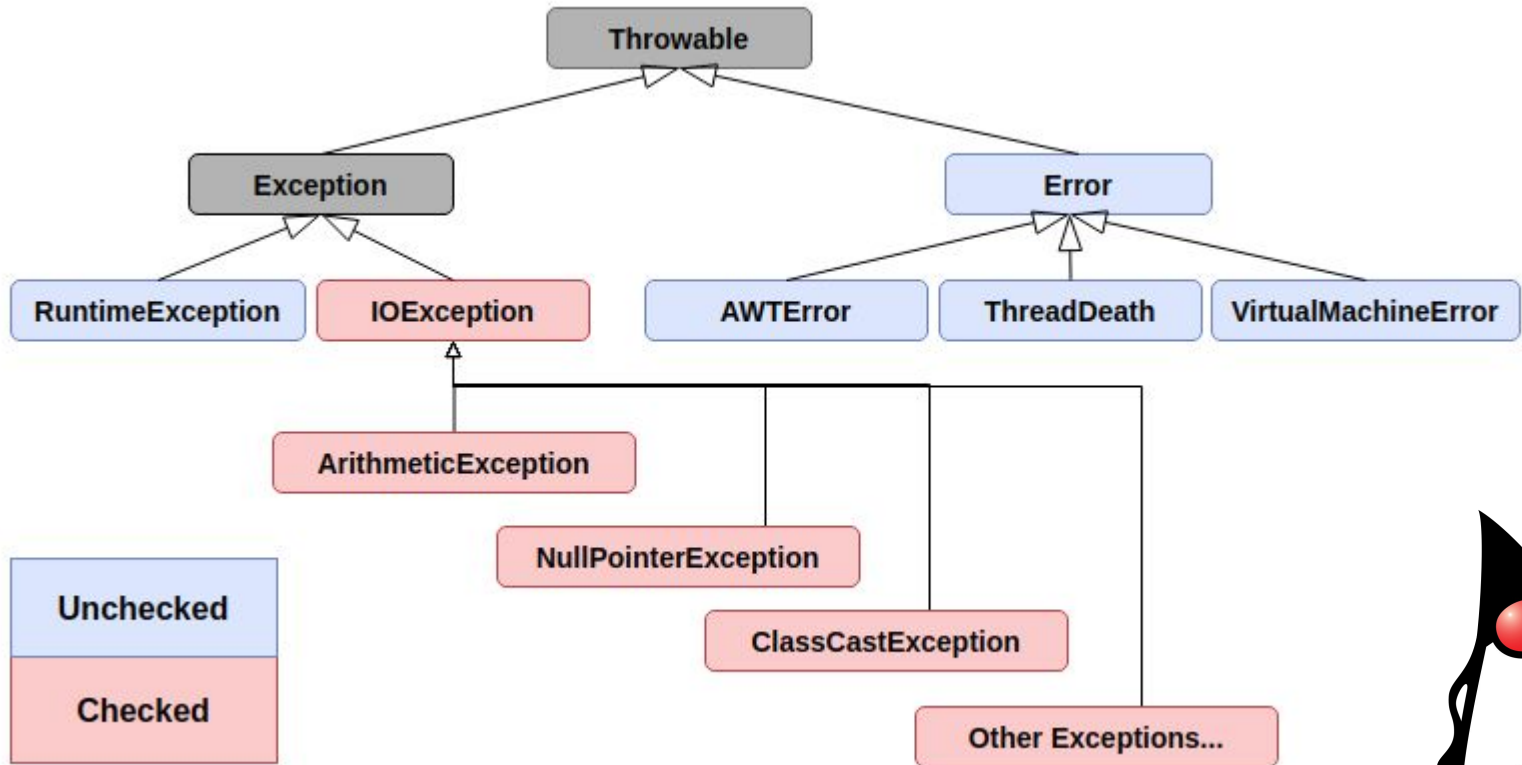 Throwable
Exception
Error
RuntimeException
IOException
AWTError
ThreadDeath
VirtualMachineError
ArithmeticException
NullPointerException
ClassCastException
Other Exceptions...
Unchecked
Checked